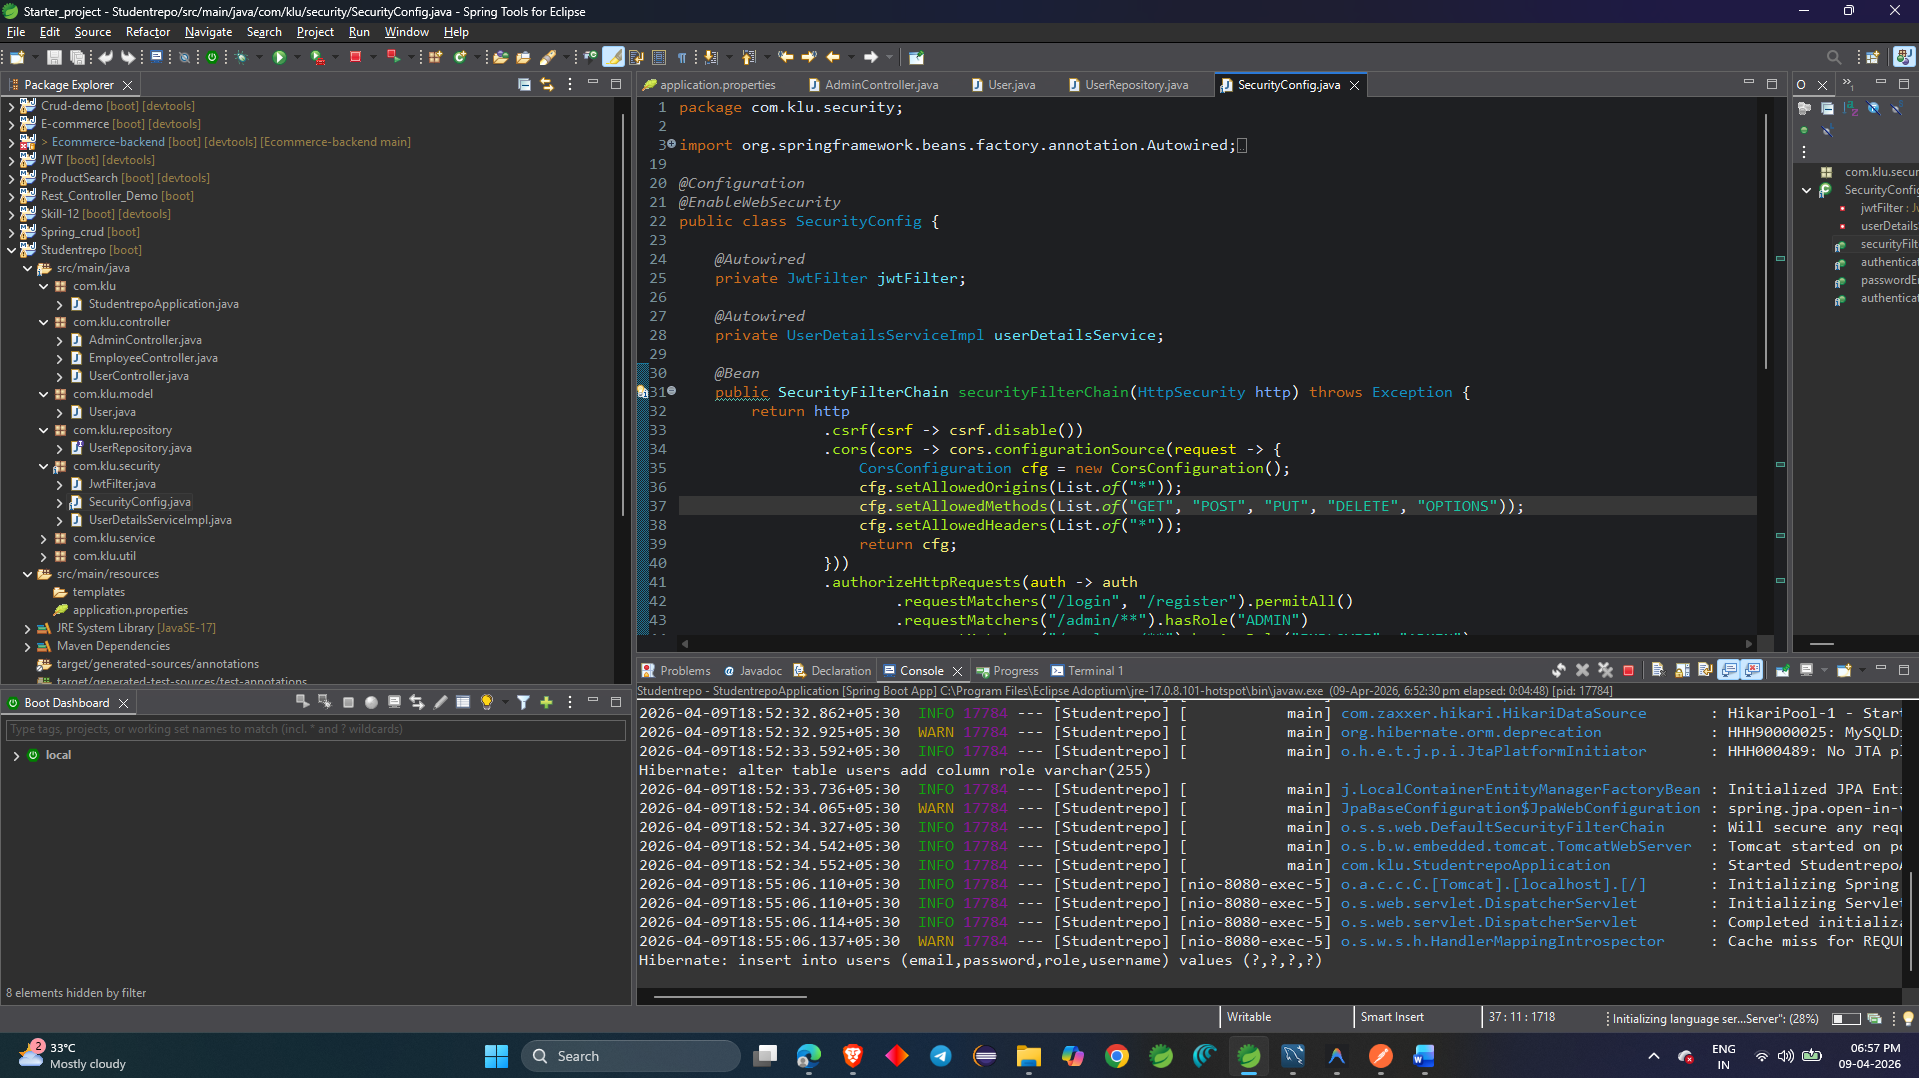 Starter_project - Studentrepo/src/main/java/com/klu/security/SecurityConfig.java - Spring Tools for Eclipse
File Edit Source Refactor Navigate Search Project Run Window Help
Package Explorer
Crud-demo [boot] [devtools]
E-commerce [boot] [devtools]
> Ecommerce-backend [boot] [devtools] [Ecommerce-backend main]
JWT [boot] [devtools]
ProductSearch [boot] [devtools]
Rest_Controller_Demo [boot]
Skill-12 [boot] [devtools]
Spring_crud [boot]
Studentrepo [boot]
src/main/java
com.klu
StudentrepoApplication.java
com.klu.controller
AdminController.java
EmployeeController.java
UserController.java
com.klu.model
User.java
com.klu.repository
UserRepository.java
com.klu.security
JwtFilter.java
SecurityConfig.java
UserDetailsServiceImpl.java
com.klu.service
com.klu.util
src/main/resources
templates
application.properties
JRE System Library [JavaSE-17]
Maven Dependencies
target/generated-sources/annotations
target/generated-test-sources/test-annotations
Boot Dashboard
Type tags, projects, or working set names to match (incl. * and ? wildcards)
local
8 elements hidden by filter
application.properties AdminController.java User.java UserRepository.java SecurityConfig.java
1 package com.klu.security;
2
3 import org.springframework.beans.factory.annotation.Autowired;
19
20 @Configuration
21 @EnableWebSecurity
22 public class SecurityConfig {
23
24 @Autowired
25 private JwtFilter jwtFilter;
26
27 @Autowired
28 private UserDetailsServiceImpl userDetailsService;
29
30 @Bean
31 public SecurityFilterChain securityFilterChain(HttpSecurity http) throws Exception {
32 return http
33 .csrf(csrf -> csrf.disable())
34 .cors(cors -> cors.configurationSource(request -> {
35 CorsConfiguration cfg = new CorsConfiguration();
36 cfg.setAllowedOrigins(List.of("*"));
37 cfg.setAllowedMethods(List.of("GET", "POST", "PUT", "DELETE", "OPTIONS"));
38 cfg.setAllowedHeaders(List.of("*"));
39 return cfg;
40 }))
41 .authorizeHttpRequests(auth -> auth
42 .requestMatchers("/login", "/register").permitAll()
43 .requestMatchers("/admin/**").hasRole("ADMIN")
O
com.klu.secur
SecurityConfig
jwtFilter : J
userDetails
securityFilt
authenticat
passwordE
authenticat
Problems Javadoc Declaration Console Progress Terminal 1
Studentrepo - StudentrepoApplication [Spring Boot App] C:\Program Files\Eclipse Adoptium\jre-17.0.8.101-hotspot\bin\javaw.exe (09-Apr-2026, 6:52:30 pm elapsed: 0:04:48) [pid: 17784]
2026-04-09T18:52:32.862+05:30 INFO 17784 --- [Studentrepo] [ main] com.zaxxer.hikari.HikariDataSource : HikariPool-1 - Star
2026-04-09T18:52:32.925+05:30 WARN 17784 --- [Studentrepo] [ main] org.hibernate.orm.deprecation : HHH90000025: MySQLD
2026-04-09T18:52:33.592+05:30 INFO 17784 --- [Studentrepo] [ main] o.h.e.t.j.p.i.JtaPlatformInitiator : HHH000489: No JTA p
Hibernate: alter table users add column role varchar(255)
2026-04-09T18:52:33.736+05:30 INFO 17784 --- [Studentrepo] [ main] j.LocalContainerEntityManagerFactoryBean : Initialized JPA Ent
2026-04-09T18:52:34.065+05:30 WARN 17784 --- [Studentrepo] [ main] JpaBaseConfiguration$JpaWebConfiguration : spring.jpa.open-in-
2026-04-09T18:52:34.327+05:30 INFO 17784 --- [Studentrepo] [ main] o.s.s.web.DefaultSecurityFilterChain : Will secure any requ
2026-04-09T18:52:34.542+05:30 INFO 17784 --- [Studentrepo] [ main] o.s.b.w.embedded.tomcat.TomcatWebServer : Tomcat started on po
2026-04-09T18:52:34.552+05:30 INFO 17784 --- [Studentrepo] [ main] com.klu.StudentrepoApplication : Started Studentrepo
2026-04-09T18:55:06.110+05:30 INFO 17784 --- [Studentrepo] [nio-8080-exec-5] o.a.c.c.C.[Tomcat].[localhost].[/] : Initializing Spring
2026-04-09T18:55:06.110+05:30 INFO 17784 --- [Studentrepo] [nio-8080-exec-5] o.s.web.servlet.DispatcherServlet : Initializing Servlet
2026-04-09T18:55:06.114+05:30 INFO 17784 --- [Studentrepo] [nio-8080-exec-5] o.s.web.servlet.DispatcherServlet : Completed initializa
2026-04-09T18:55:06.137+05:30 WARN 17784 --- [Studentrepo] [nio-8080-exec-5] o.s.w.s.h.HandlerMappingIntrospector : Cache miss for REQU
Hibernate: insert into users (email,password,role,username) values (?,?,?,?)
Writable Smart Insert 37 : 11 : 1718 Initializing language ser...Server": (28%)
2
33°C
Mostly cloudy
Search
ENG
IN
06:57 PM
09-04-2026